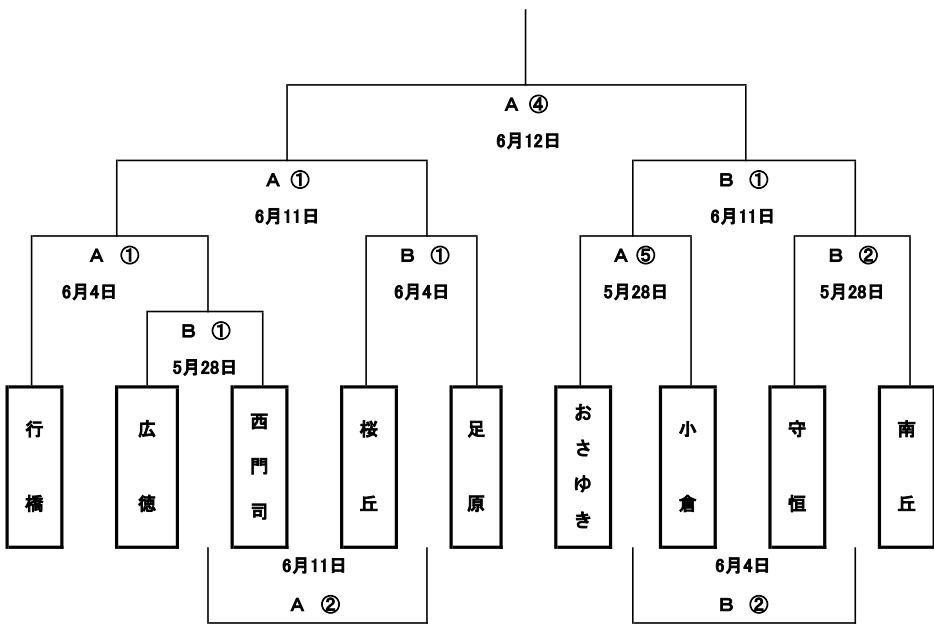 A ④
6月12日
A ① B ①
6月11日 6月11日
A ① B ① A ⑤ B ②
6月4日 6月4日 5月28日 5月28日
B ①
5月28日
行橋
広徳
西門司
桜丘
足原
おさゆき
小倉
守恒
南丘
6月11日 6月4日
A ② B ②